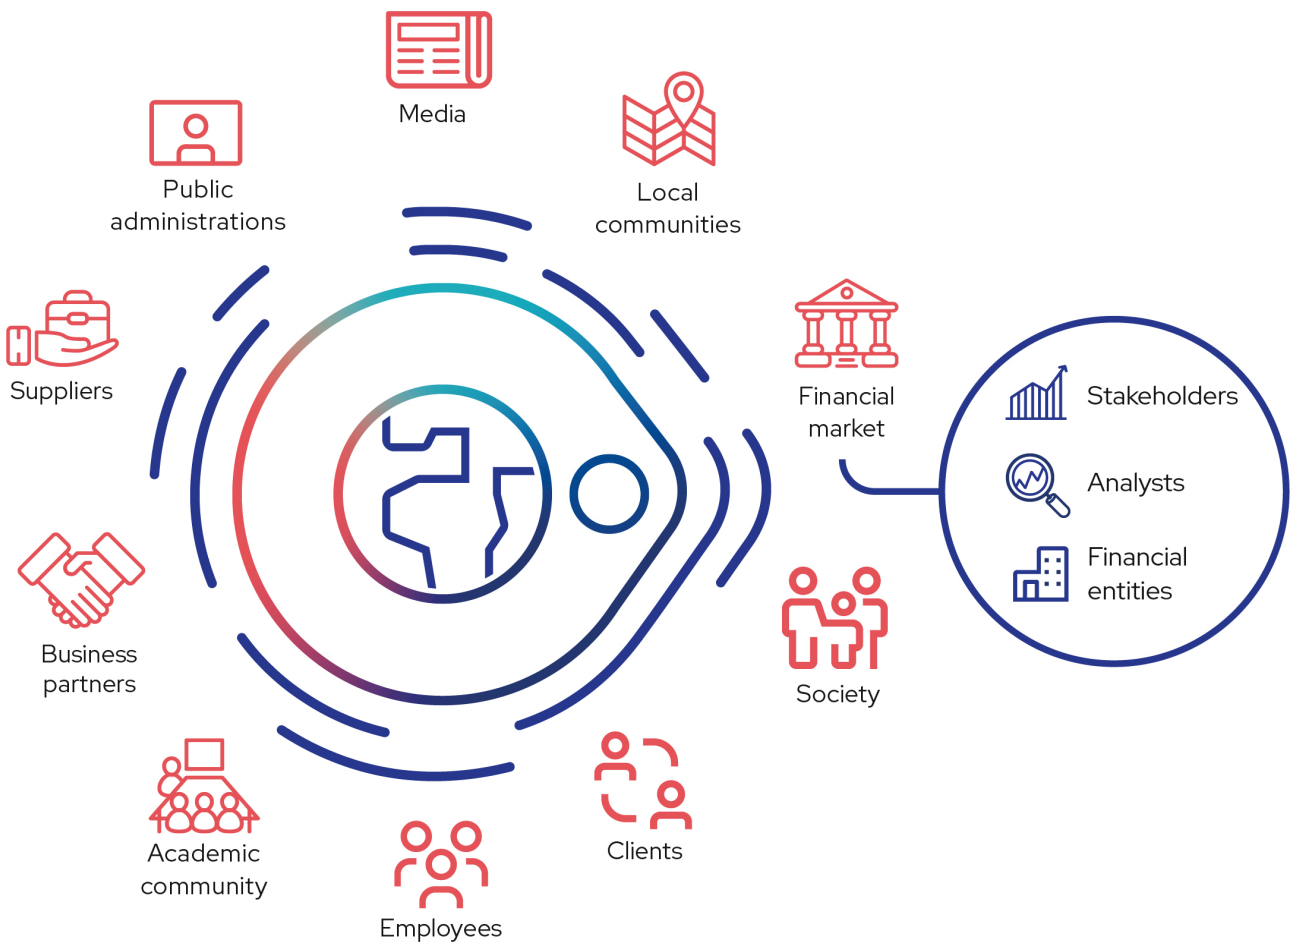 Media
Public
administrations
Local
communities
Suppliers
Financial
market
Stakeholders
Analysts
Financial
entities
Business
partners
Society
Academic
community
Clients
Employees